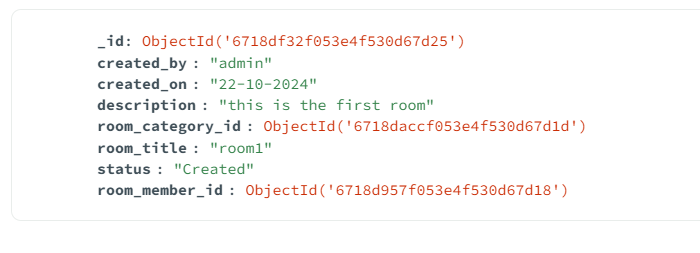 _id: ObjectId('6718df32f053e4f530d67d25')
created_by : "admin"
created_on : "22-10-2024"
description : "this is the first room"
room_category_id : ObjectId('6718daccf053e4f530d67d1d')
room_title : "room1"
status : "Created"
room_member_id : ObjectId('6718d957f053e4f530d67d18')